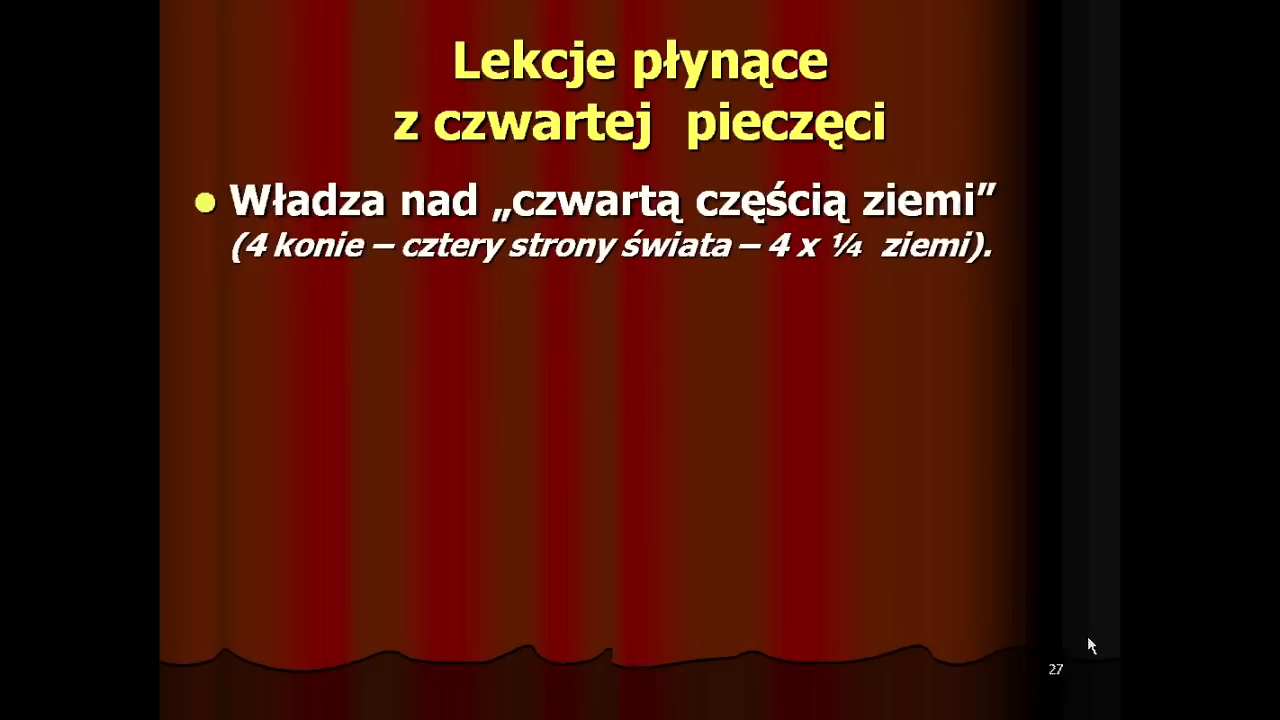 Lekcje płynące
z czwartej pieczęci
Władza nad „czwartą częścią ziemi”
(4 konie – cztery strony świata – 4 x ¼ ziemi).
27